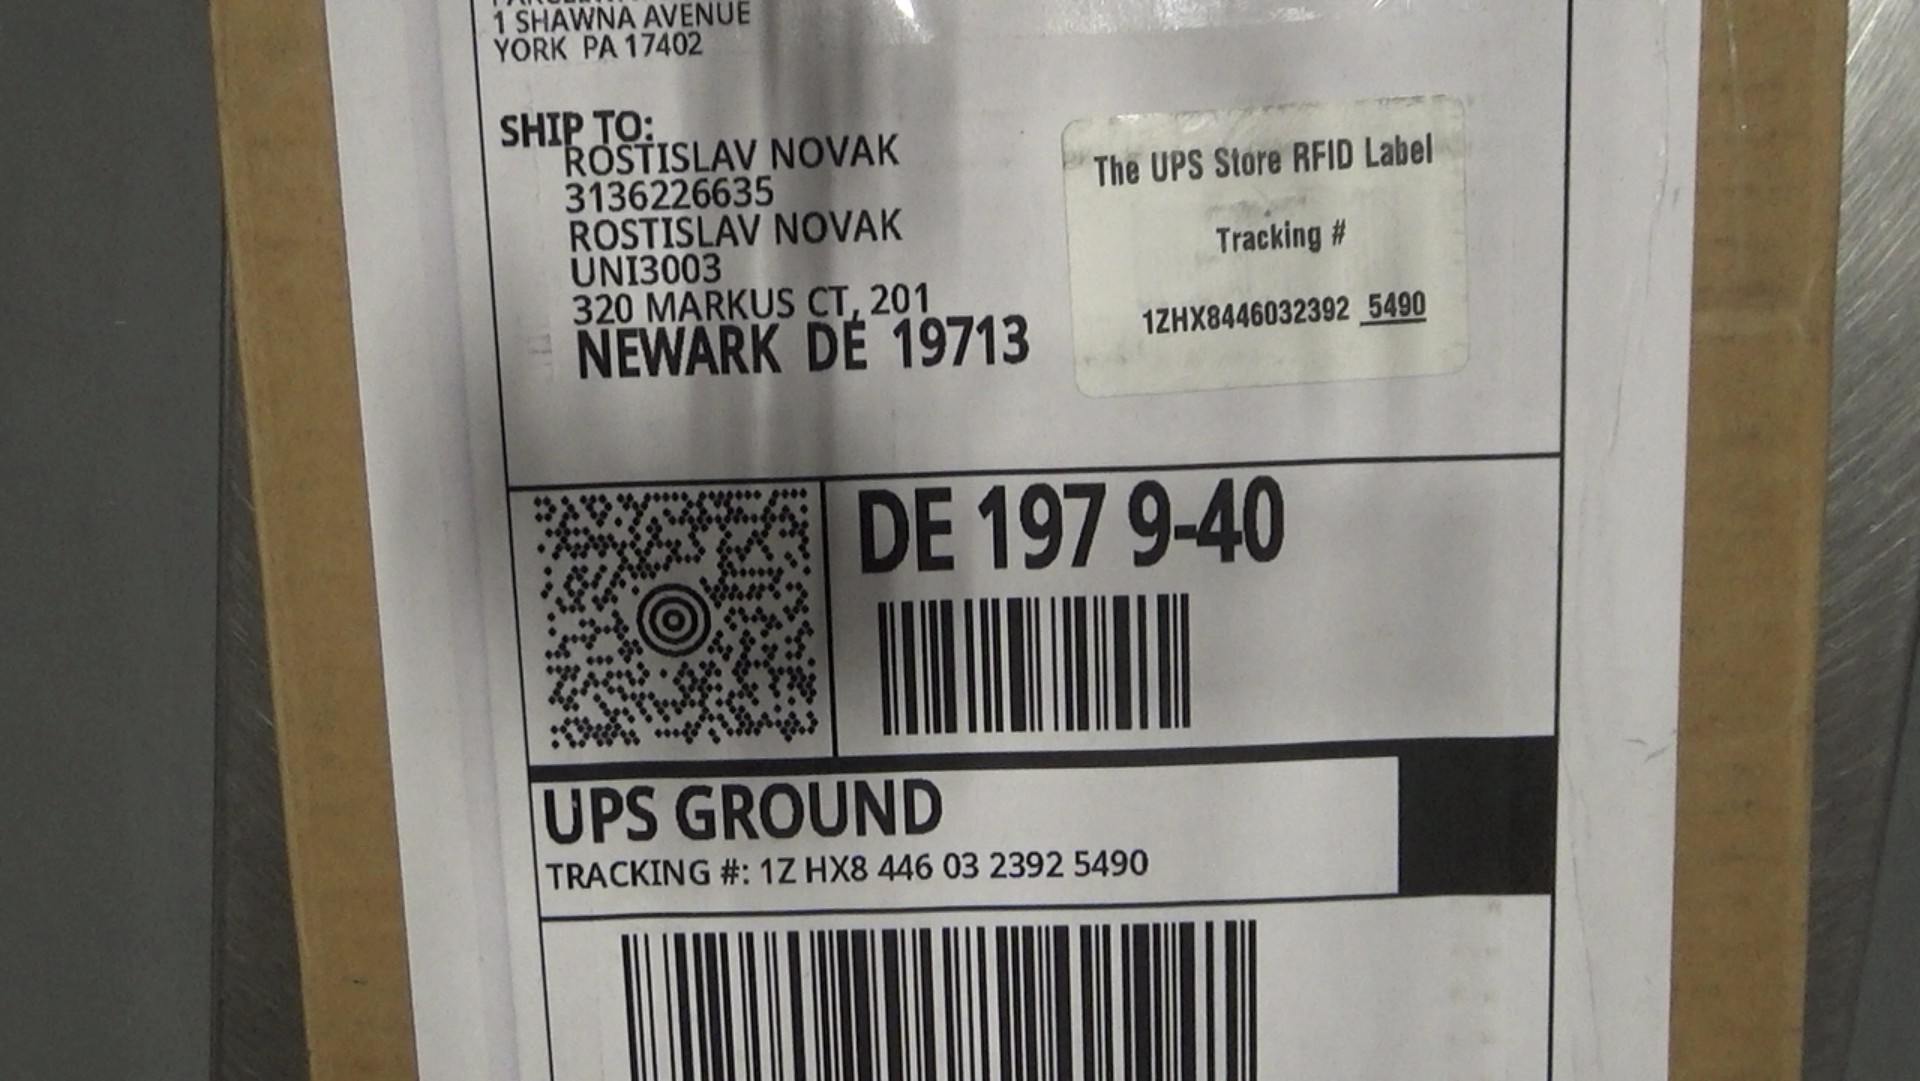 1 SHAWNA AVENUE
YORK PA 17402
SHIP TO:
ROSTISLAV NOVAK
3136226635
ROSTISLAV NOVAK
UNI3003
320 MARKUS CT, 201
NEWARK DE 19713
The UPS Store RFID Label
Tracking #
1ZHX8446032392 5490
DE 197 9-40
UPS GROUND
TRACKING #: 1Z HX8 446 03 2392 5490